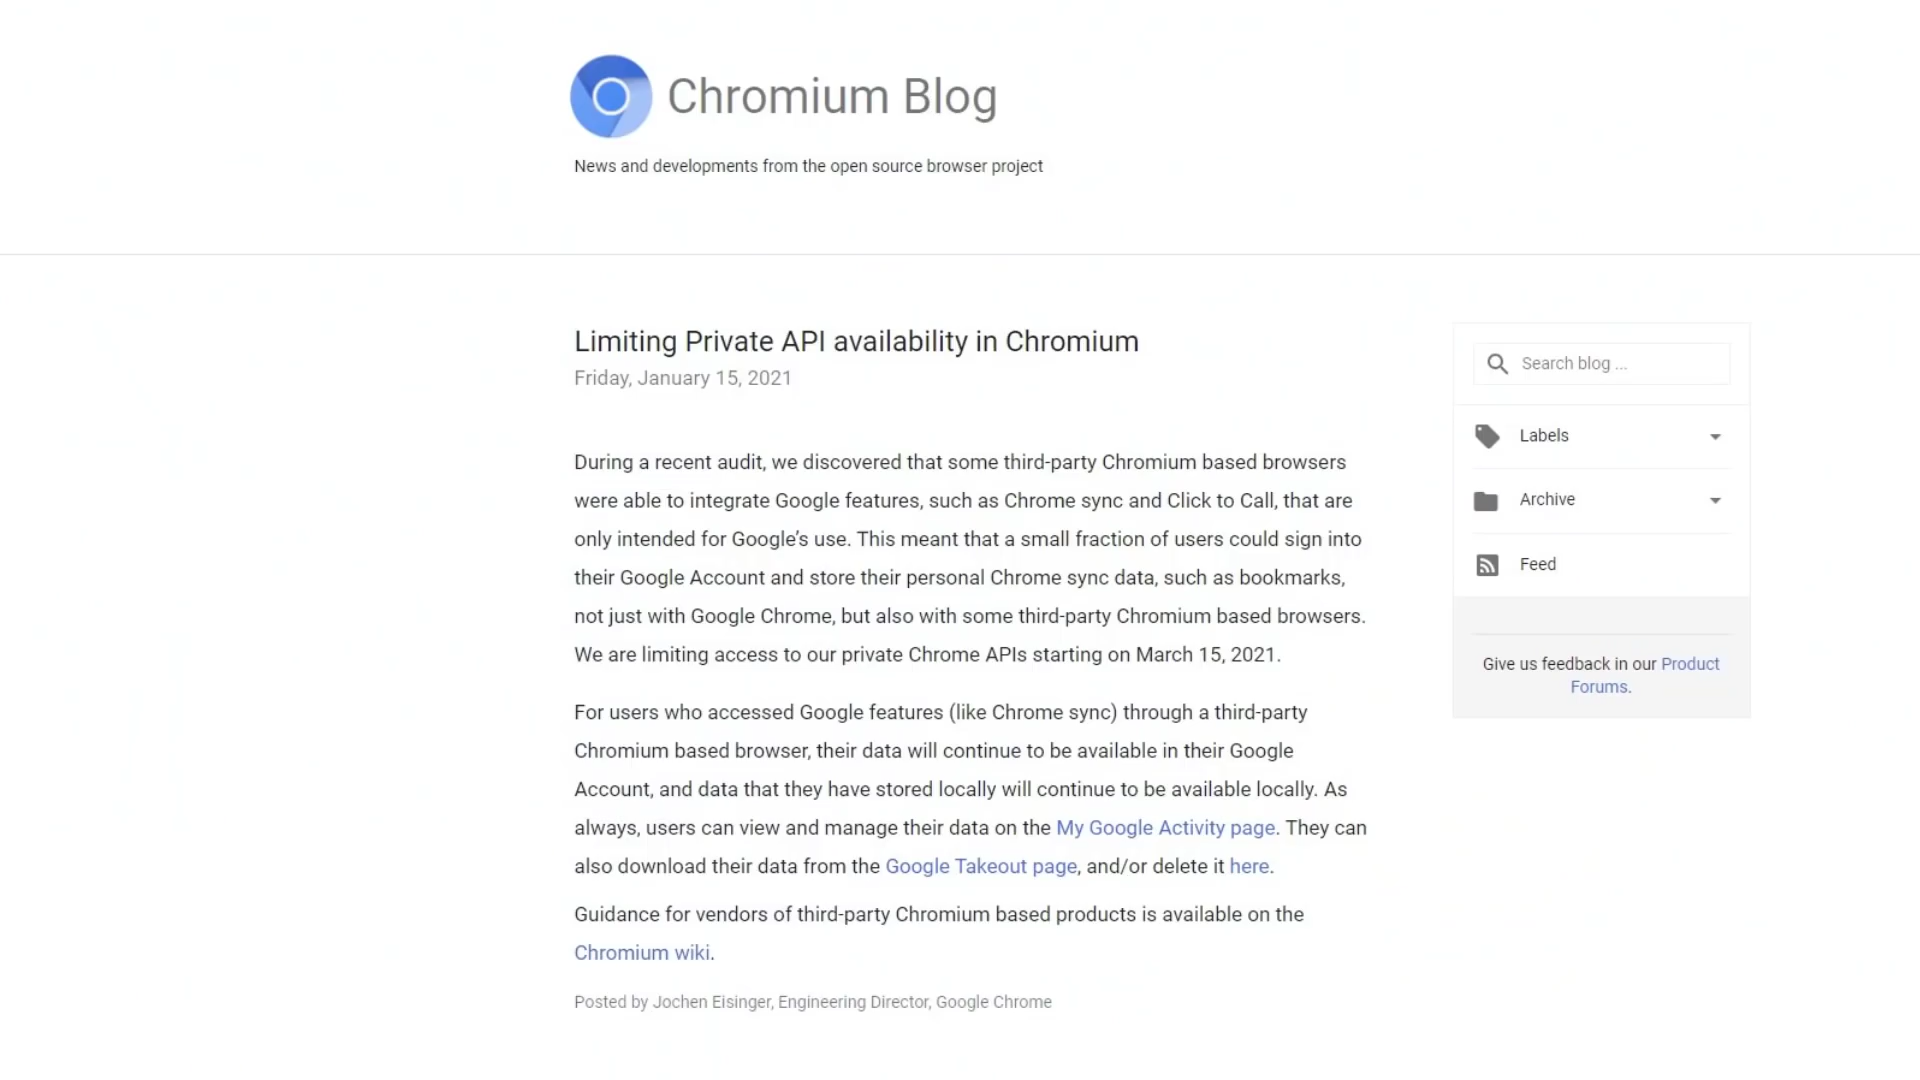 Chromium Blog
News and developments from the open source browser project
Limiting Private API availability in Chromium
Friday, January 15, 2021
During a recent audit, we discovered that some third-party Chromium based browsers
were able to integrate Google features, such as Chrome sync and Click to Call, that are
only intended for Google’s use. This meant that a small fraction of users could sign into
their Google Account and store their personal Chrome sync data, such as bookmarks,
not just with Google Chrome, but also with some third-party Chromium based browsers.
We are limiting access to our private Chrome APIs starting on March 15, 2021.
For users who accessed Google features (like Chrome sync) through a third-party
Chromium based browser, their data will continue to be available in their Google
Account, and data that they have stored locally will continue to be available locally. As
always, users can view and manage their data on the My Google Activity page. They can
also download their data from the Google Takeout page, and/or delete it here.
Guidance for vendors of third-party Chromium based products is available on the
Chromium wiki.
Posted by Jochen Eisinger, Engineering Director, Google Chrome
Search blog ...
Labels
Archive
Feed
Give us feedback in our Product
Forums.